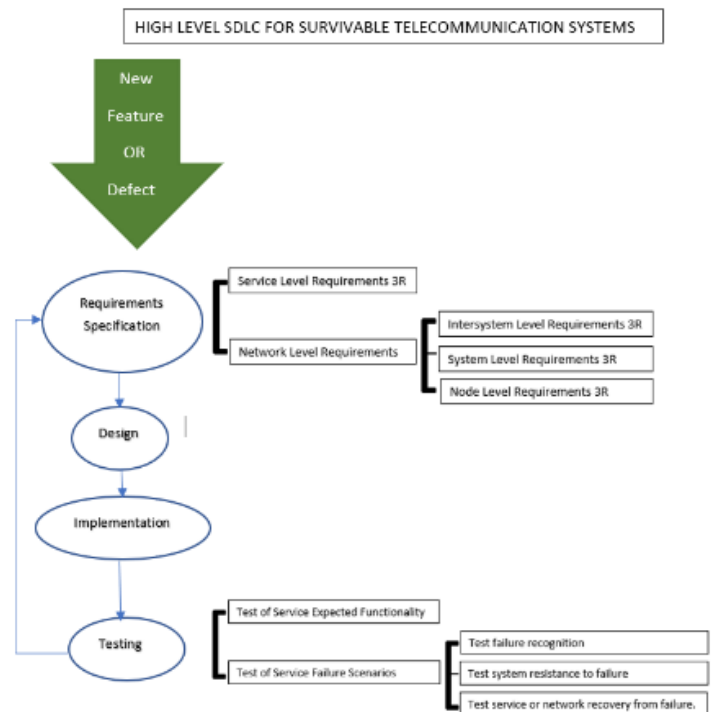 HIGH LEVEL SDLC FOR SURVIVABLE TELECOMMUNICATION SYSTEMS
New
Feature
OR
Defect
Requirements
Specification
Service Level Requirements 3R
Network Level Requirements
Intersystem Level Requirements 3R
System Level Requirements 3R
Node Level Requirements 3R
Design
Implementation
Testing
Test of Service Expected Functionality
Test of Service Failure Scenarios
Test failure recognition
Test system resistance to failure
Test service or network recovery from failure.